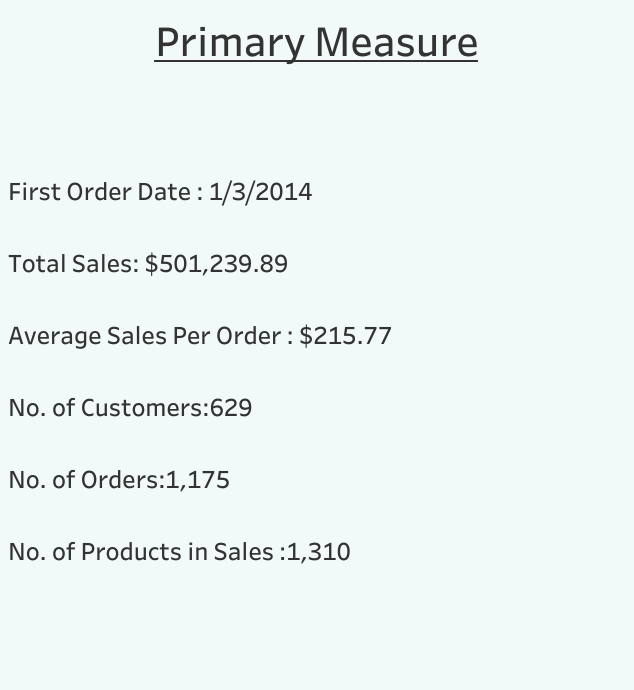 Primary Measure
First Order Date : 1/3/2014
Total Sales: $501,239.89
Average Sales Per Order : $215.77
No. of Customers:629
No. of Orders:1,175
No. of Products in Sales :1,310